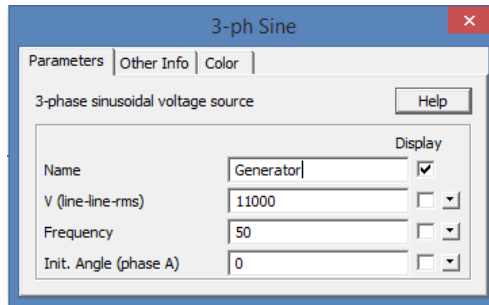 3-ph Sine
Parameters Other Info Color
3-phase sinusoidal voltage source Help
Display
Name Generator
V (line-line-rms) 11000
Frequency 50
Init. Angle (phase A) 0